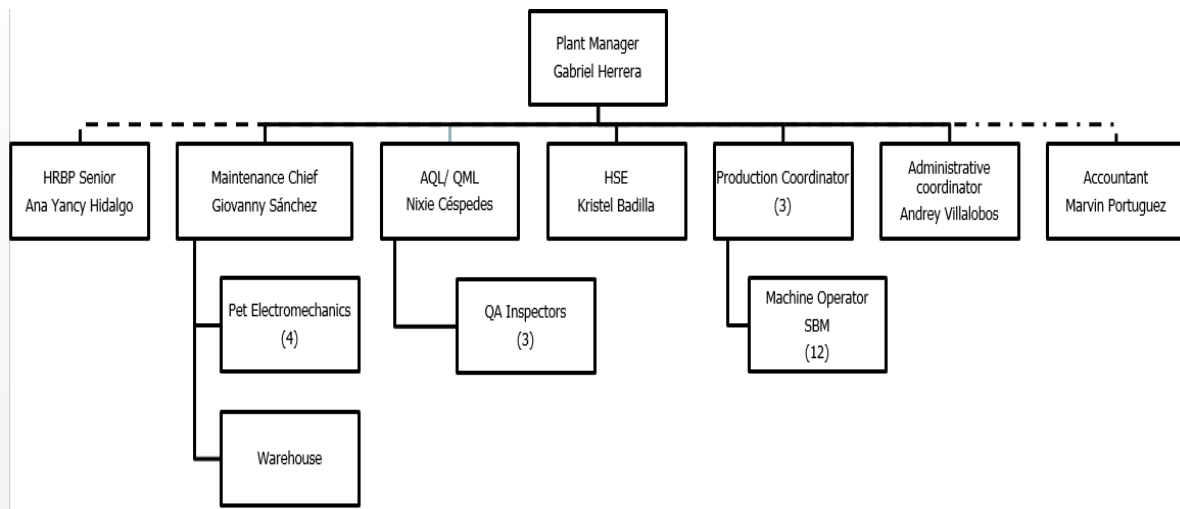 Plant Manager
Gabriel Herrera
HRBP Senior
Ana Yancy Hidalgo
Maintenance Chief
Giovanny Sánchez
AQL/ QML
Nixie Céspedes
HSE
Kristel Badilla
Production Coordinator
(3)
Administrative
coordinator
Andrey Villalobos
Accountant
Marvin Portuguez
Pet Electromechanics
(4)
QA Inspectors
(3)
Machine Operator
SBM
(12)
Warehouse